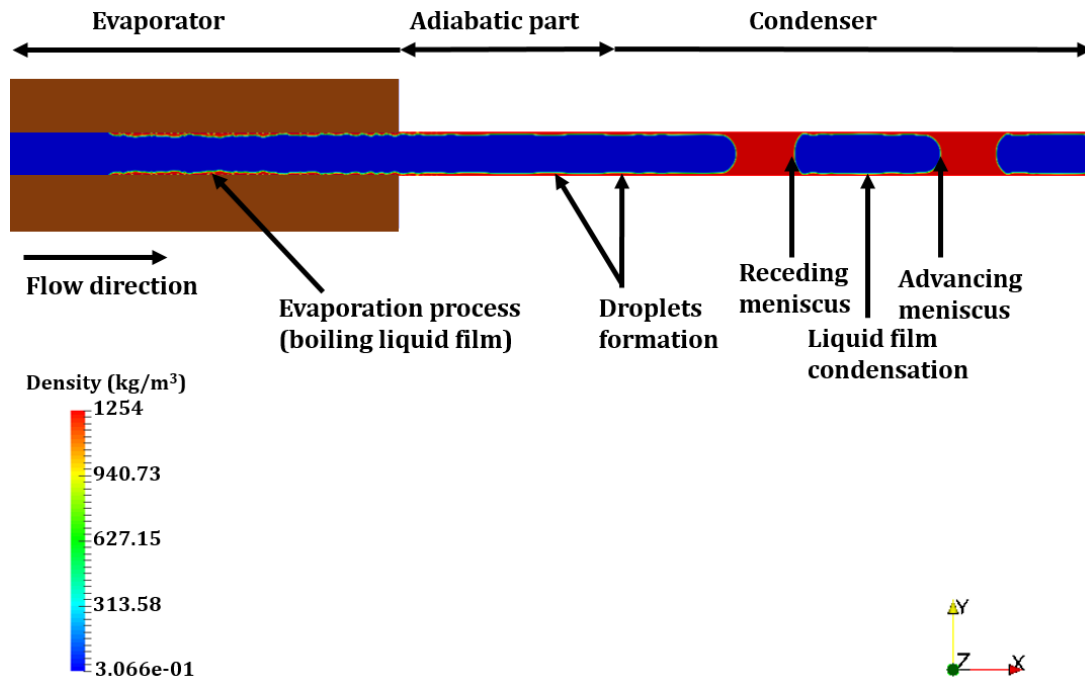 Evaporator
Adiabatic part
Condenser
Flow direction
Evaporation process
(boiling liquid film)
Droplets
formation
Receding
meniscus
Liquid film
condensation
Advancing
meniscus
Density (kg/m³)
1254
940.73
627.15
313.58
3.066e-01
Y
Z
X